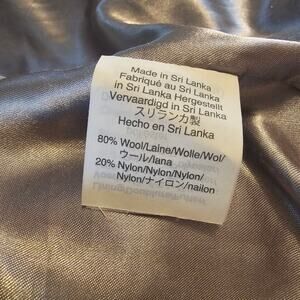 Made in Sri Lanka
Fabriqué au Sri Lanka
in Sri Lanka Hergestellt
Vervaardigd in Sri Lanka
スリランカ製
Hecho en Sri Lanka
80% Wool/Laine/Wolle/Wol/
ウール/lana
20% Nylon/Nylon/Nylon/
Nylon/ナイロン/nailon